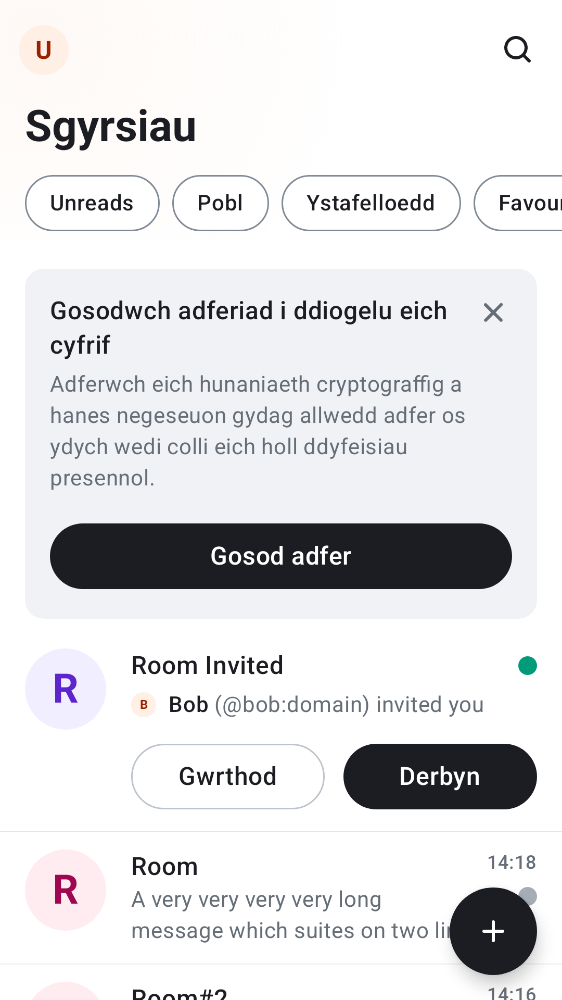 U
Sgyrsiau
Unreads Pobl Ystafelloedd Favou
Gosodwch adferiad i ddiogelu eich
cyfrif
Adferwch eich hunaniaeth cryptograffig a
hanes negeseuon gydag allwedd adfer os
ydych wedi colli eich holl ddyfeisiau
presennol.
Gosod adfer
R
Room Invited
B Bob (@bob:domain) invited you
Gwrthod Derbyn
R
Room 14:18
A very very very very long
message which suites on two
Room#2 14:16